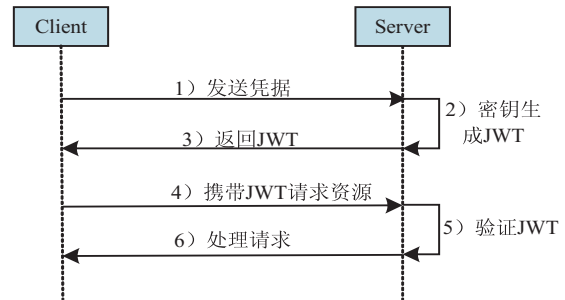 Client
Server
1）发送凭据
2）密钥生
成JWT
3）返回JWT
4）携带JWT请求资源
5）验证JWT
6）处理请求